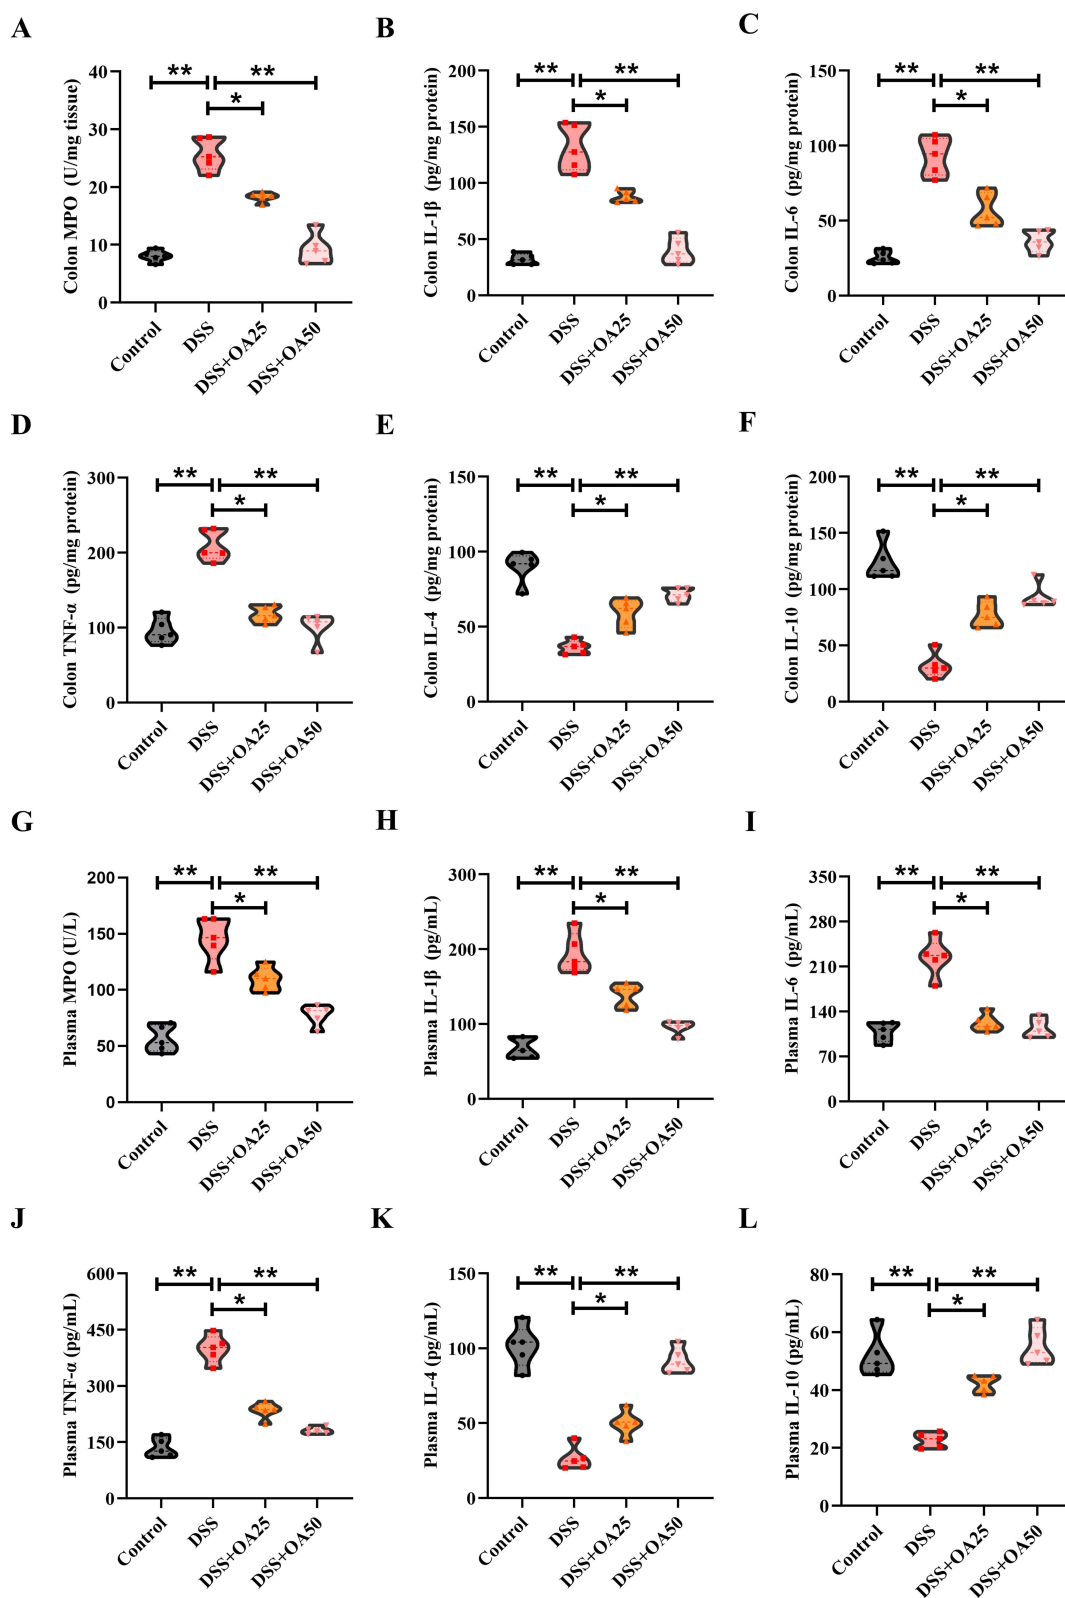 A
Colon MPO (U/mg tissue)
40
30
20
10
0
**
**
*
Control
DSS
DSS+OA25
DSS+OA50
B
Colon IL-1β (pg/mg protein)
200
150
100
50
0
**
**
*
Control
DSS
DSS+OA25
DSS+OA50
C
Colon IL-6 (pg/mg protein)
150
100
50
0
**
**
*
Control
DSS
DSS+OA25
DSS+OA50
D
Colon TNF-α (pg/mg protein)
300
200
100
0
**
**
*
Control
DSS
DSS+OA25
DSS+OA50
E
Colon IL-4 (pg/mg protein)
150
100
50
0
**
**
*
Control
DSS
DSS+OA25
DSS+OA50
F
Colon IL-10 (pg/mg protein)
200
150
100
50
0
**
**
*
Control
DSS
DSS+OA25
DSS+OA50
G
Plasma MPO (U/L)
200
150
100
50
0
**
**
*
Control
DSS
DSS+OA25
DSS+OA50
H
Plasma IL-1β (pg/mL)
300
200
100
0
**
**
*
Control
DSS
DSS+OA25
DSS+OA50
I
Plasma IL-6 (pg/mL)
350
280
210
140
70
0
**
**
*
Control
DSS
DSS+OA25
DSS+OA50
J
Plasma TNF-α (pg/mL)
600
450
300
150
0
**
**
*
Control
DSS
DSS+OA25
DSS+OA50
K
Plasma IL-4 (pg/mL)
150
100
50
0
**
**
*
Control
DSS
DSS+OA25
DSS+OA50
L
Plasma IL-10 (pg/mL)
80
60
40
20
0
**
**
*
Control
DSS
DSS+OA25
DSS+OA50